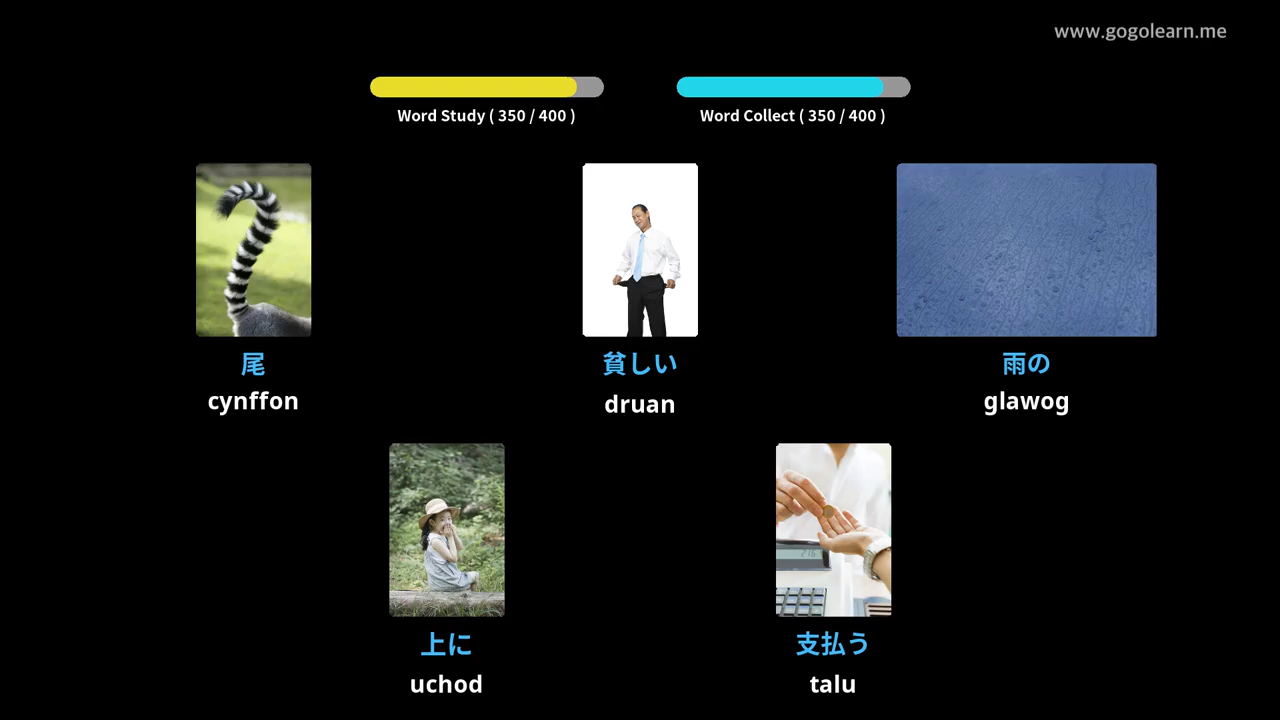 www.gogolearn.me
Word Study ( 350 / 400 )
Word Collect ( 350 / 400 )
尾
cynffon
貧しい
druan
雨の
glawog
上に
uchod
支払う
talu